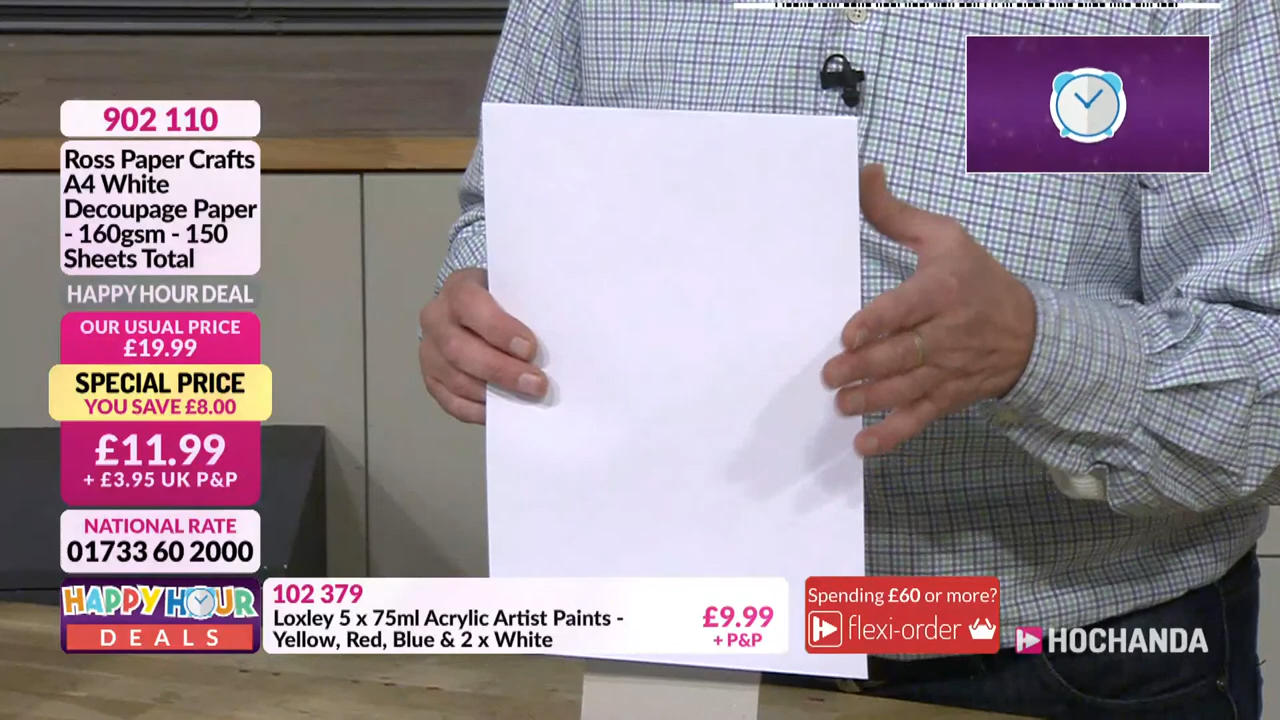 902 110
Ross Paper Crafts
A4 White
Decoupage Paper
- 160gsm - 150
Sheets Total
HAPPY HOUR DEAL
OUR USUAL PRICE
£19.99
SPECIAL PRICE
YOU SAVE £8.00
£11.99
+ £3.95 UK P&P
NATIONAL RATE
01733 60 2000
HAPPY HOUR
DEALS
102 379
Loxley 5 x 75ml Acrylic Artist Paints -
Yellow, Red, Blue & 2 x White
£9.99
+ P&P
Spending £60 or more?
flexi-order
HOCHANDA